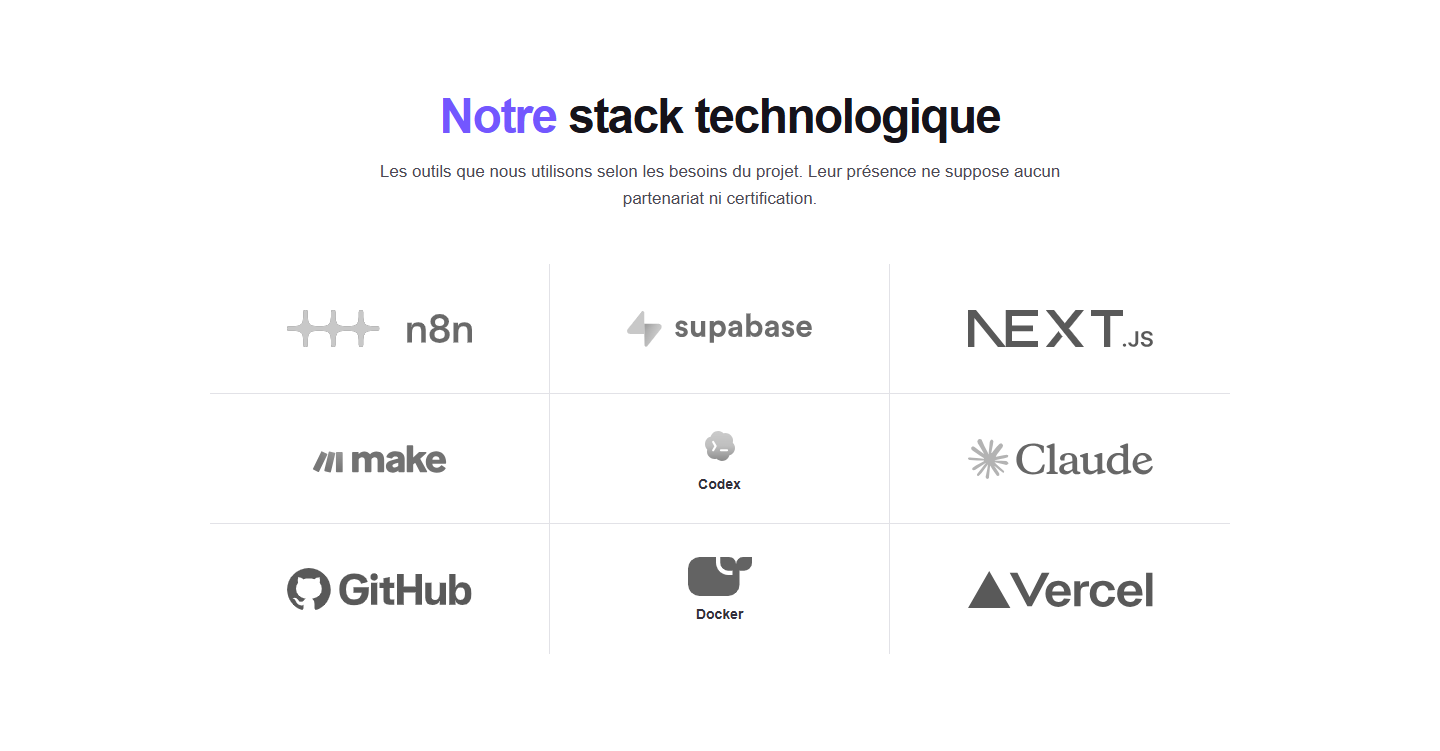 Notre stack technologique
Les outils que nous utilisons selon les besoins du projet. Leur présence ne suppose aucun
partenariat ni certification.
n8n
supabase
NEXT.JS
make
Codex
Claude
GitHub
Docker
Vercel